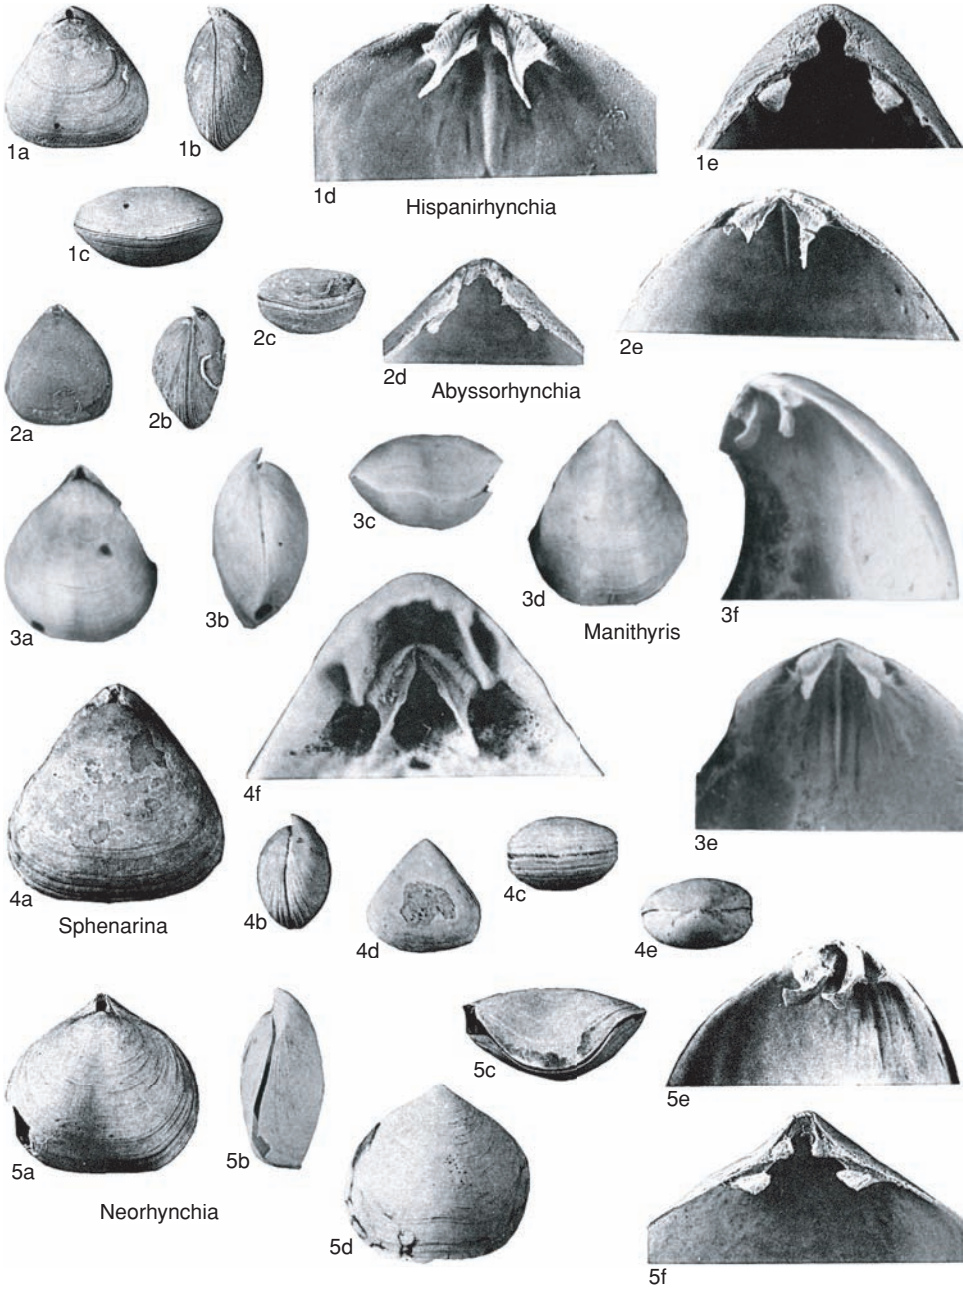 1a
1b
1d
1e
Hispanirhynchia
1c
2c
2d
2e
Abyssorhynchia
2a
2b
3c
3a
3b
3d
3f
Manithyris
4f
3e
4a
4b
4d
4c
4e
Sphenarina
5c
5e
5a
5b
Neorhynchia
5d
5f